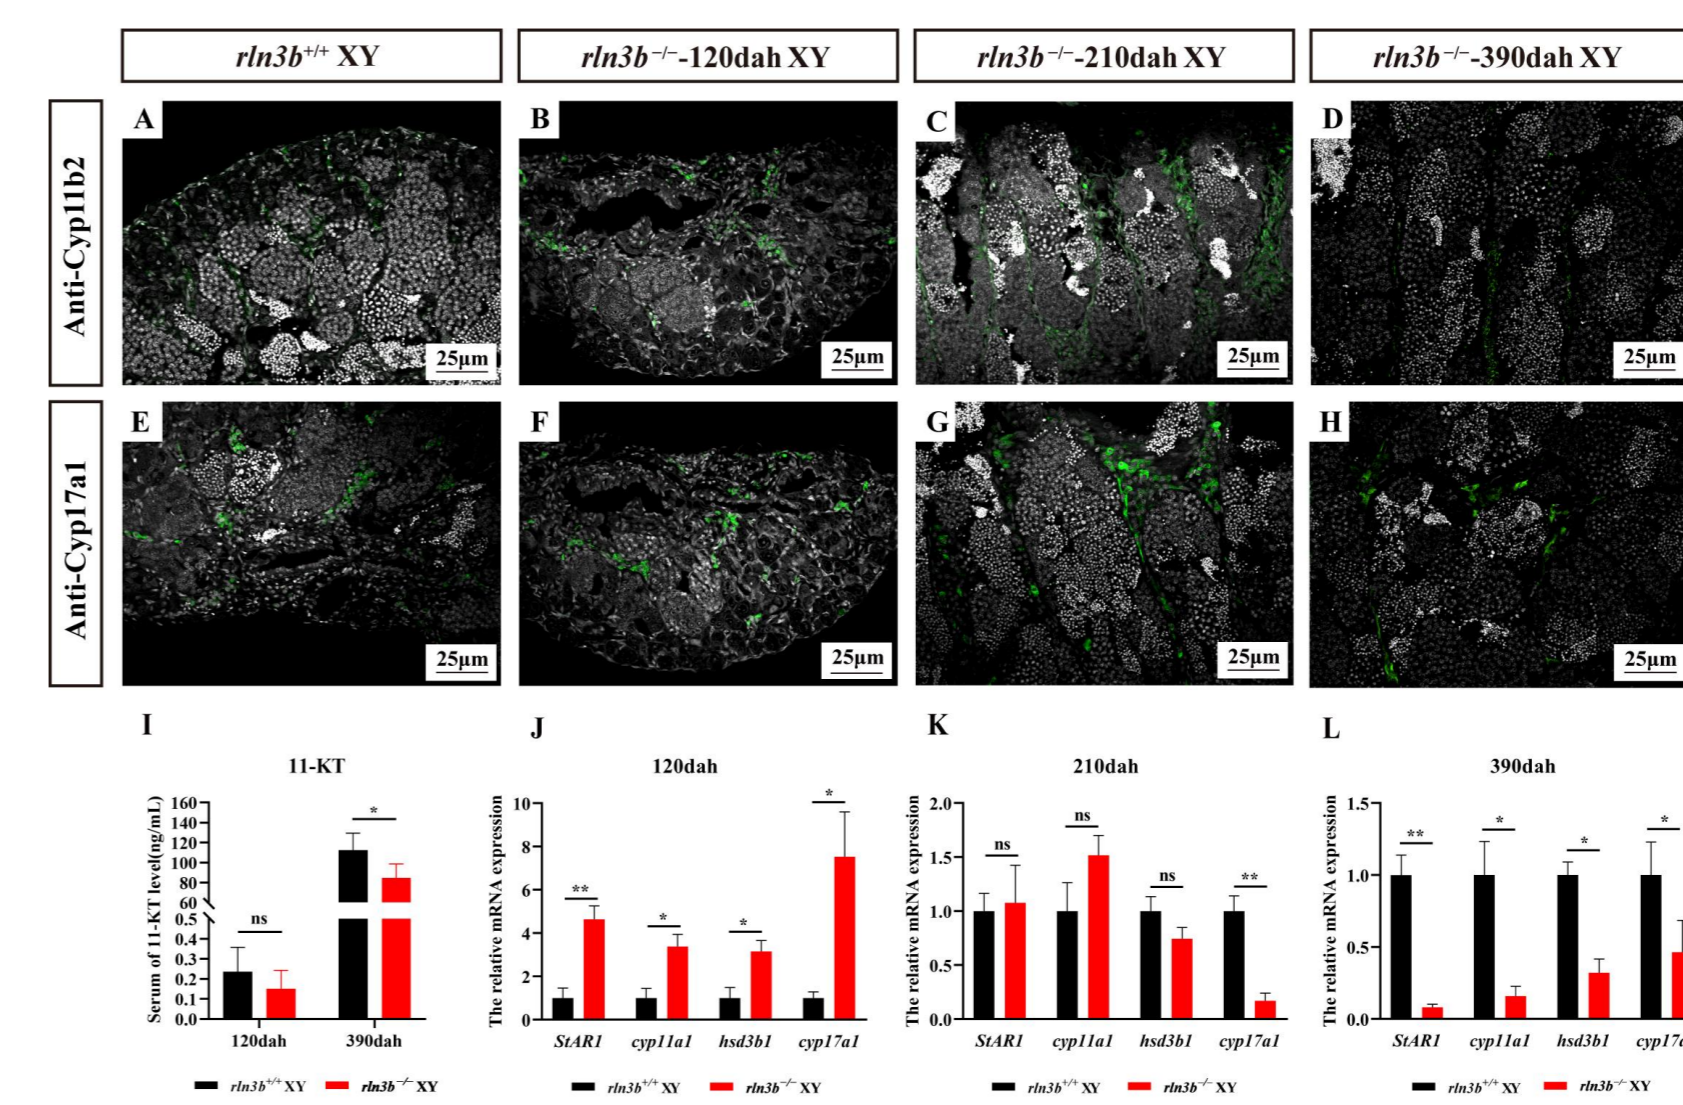 rln3b+/+ XY
rln3b−/−-120dah XY
rln3b−/−-210dah XY
rln3b−/−-390dah XY
Anti-Cyp11b2
A
B
C
D
25μm
25μm
25μm
25μm
Anti-Cyp17a1
E
F
G
H
25μm
25μm
25μm
25μm
I
11-KT
Serum of 11-KT level(ng/mL)
160
140
120
100
80
60
0.5
0.4
0.3
0.2
0.1
0.0
ns
*
120dah
390dah
rln3b+/+ XY
rln3b−/− XY
J
120dah
The relative mRNA expression
10
8
6
4
2
0
**
*
*
*
StAR1
cyp11a1
hsd3b1
cyp17a1
rln3b+/+ XY
rln3b−/− XY
K
210dah
The relative mRNA expression
2.0
1.5
1.0
0.5
0.0
ns
ns
ns
**
StAR1
cyp11a1
hsd3b1
cyp17a1
rln3b+/+ XY
rln3b−/− XY
L
390dah
The relative mRNA expression
1.5
1.0
0.5
0.0
**
*
*
*
StAR1
cyp11a1
hsd3b1
rln3b+/+ XY
rln3b−/− XY